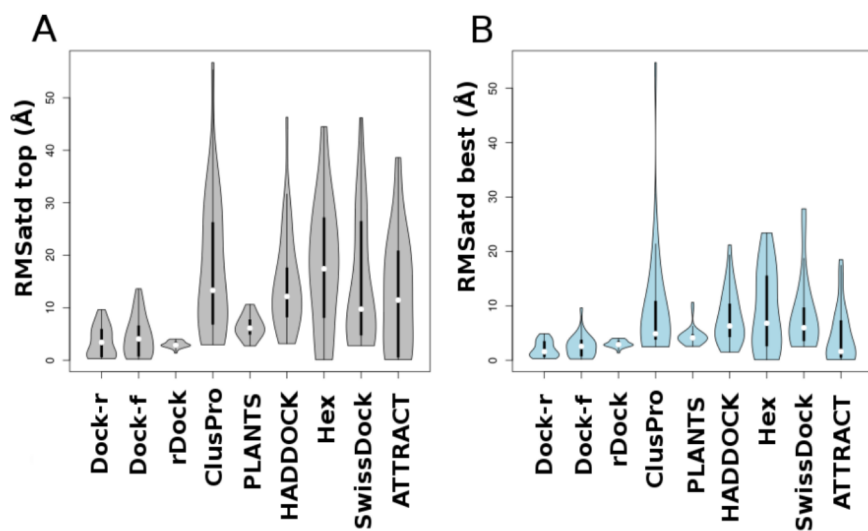 A
RMSatd top (Å)
50
40
30
20
10
0
Dock-r
Dock-f
rDock
ClusPro
PLANTS
HADDOCK
Hex
SwissDock
ATTRACT
B
RMSatd best (Å)
50
40
30
20
10
0
Dock-r
Dock-f
rDock
ClusPro
PLANTS
HADDOCK
Hex
SwissDock
ATTRACT